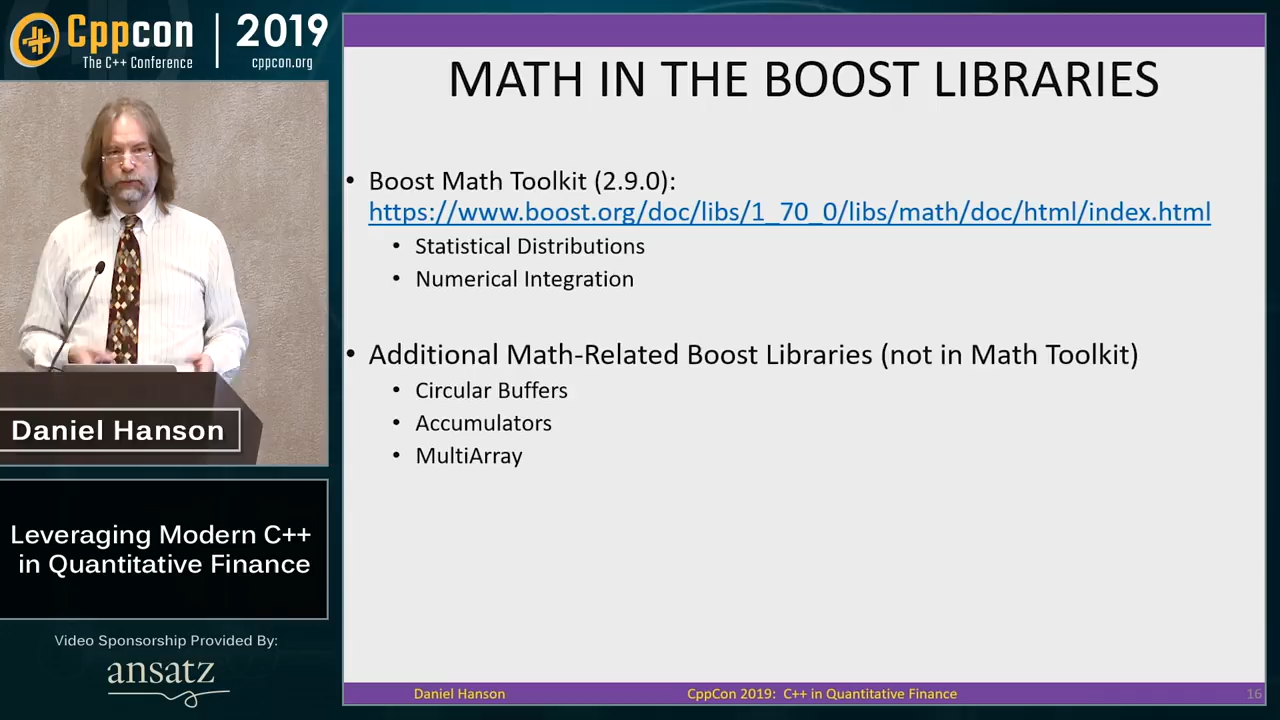 Cppcon
The C++ Conference
2019
cppcon.org
MATH IN THE BOOST LIBRARIES
• Boost Math Toolkit (2.9.0):
https://www.boost.org/doc/libs/1_70_0/libs/math/doc/html/index.html
• Statistical Distributions
• Numerical Integration
• Additional Math-Related Boost Libraries (not in Math Toolkit)
• Circular Buffers
• Accumulators
• MultiArray
Daniel Hanson
Leveraging Modern C++
in Quantitative Finance
Video Sponsorship Provided By:
ansatz
Daniel Hanson
CppCon 2019: C++ in Quantitative Finance
16